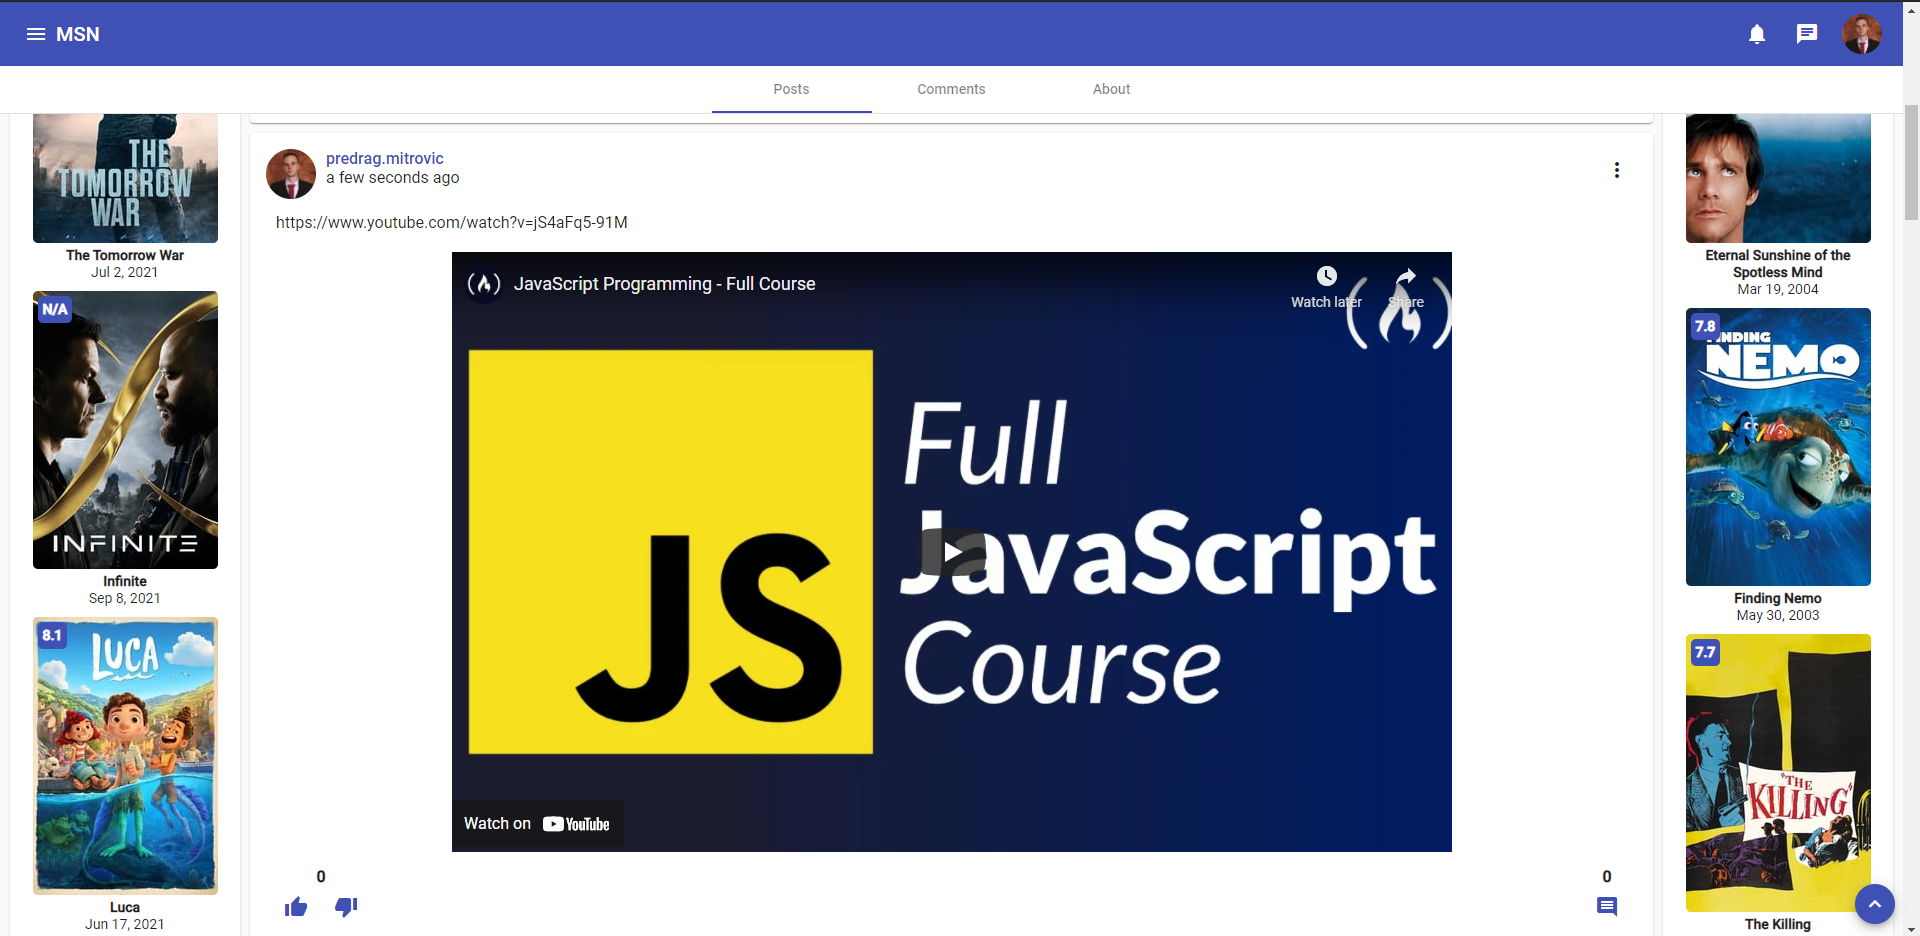 MSN
Posts
Comments
About
THE
TOMORROW
WAR
The Tomorrow War
Jul 2, 2021
N/A
INFINITE
Infinite
Sep 8, 2021
8.1
LUCA
Luca
Jun 17, 2021
predrag.mitrovic
a few seconds ago
https://www.youtube.com/watch?v=jS4aFq5-91M
JavaScript Programming - Full Course
Watch later
Share
JS
Full
JavaScript
Course
Watch on YouTube
0
0
Eternal Sunshine of the
Spotless Mind
Mar 19, 2004
7.8
FINDING
NEMO
Finding Nemo
May 30, 2003
7.7
"THE
KILLING"
The Killing